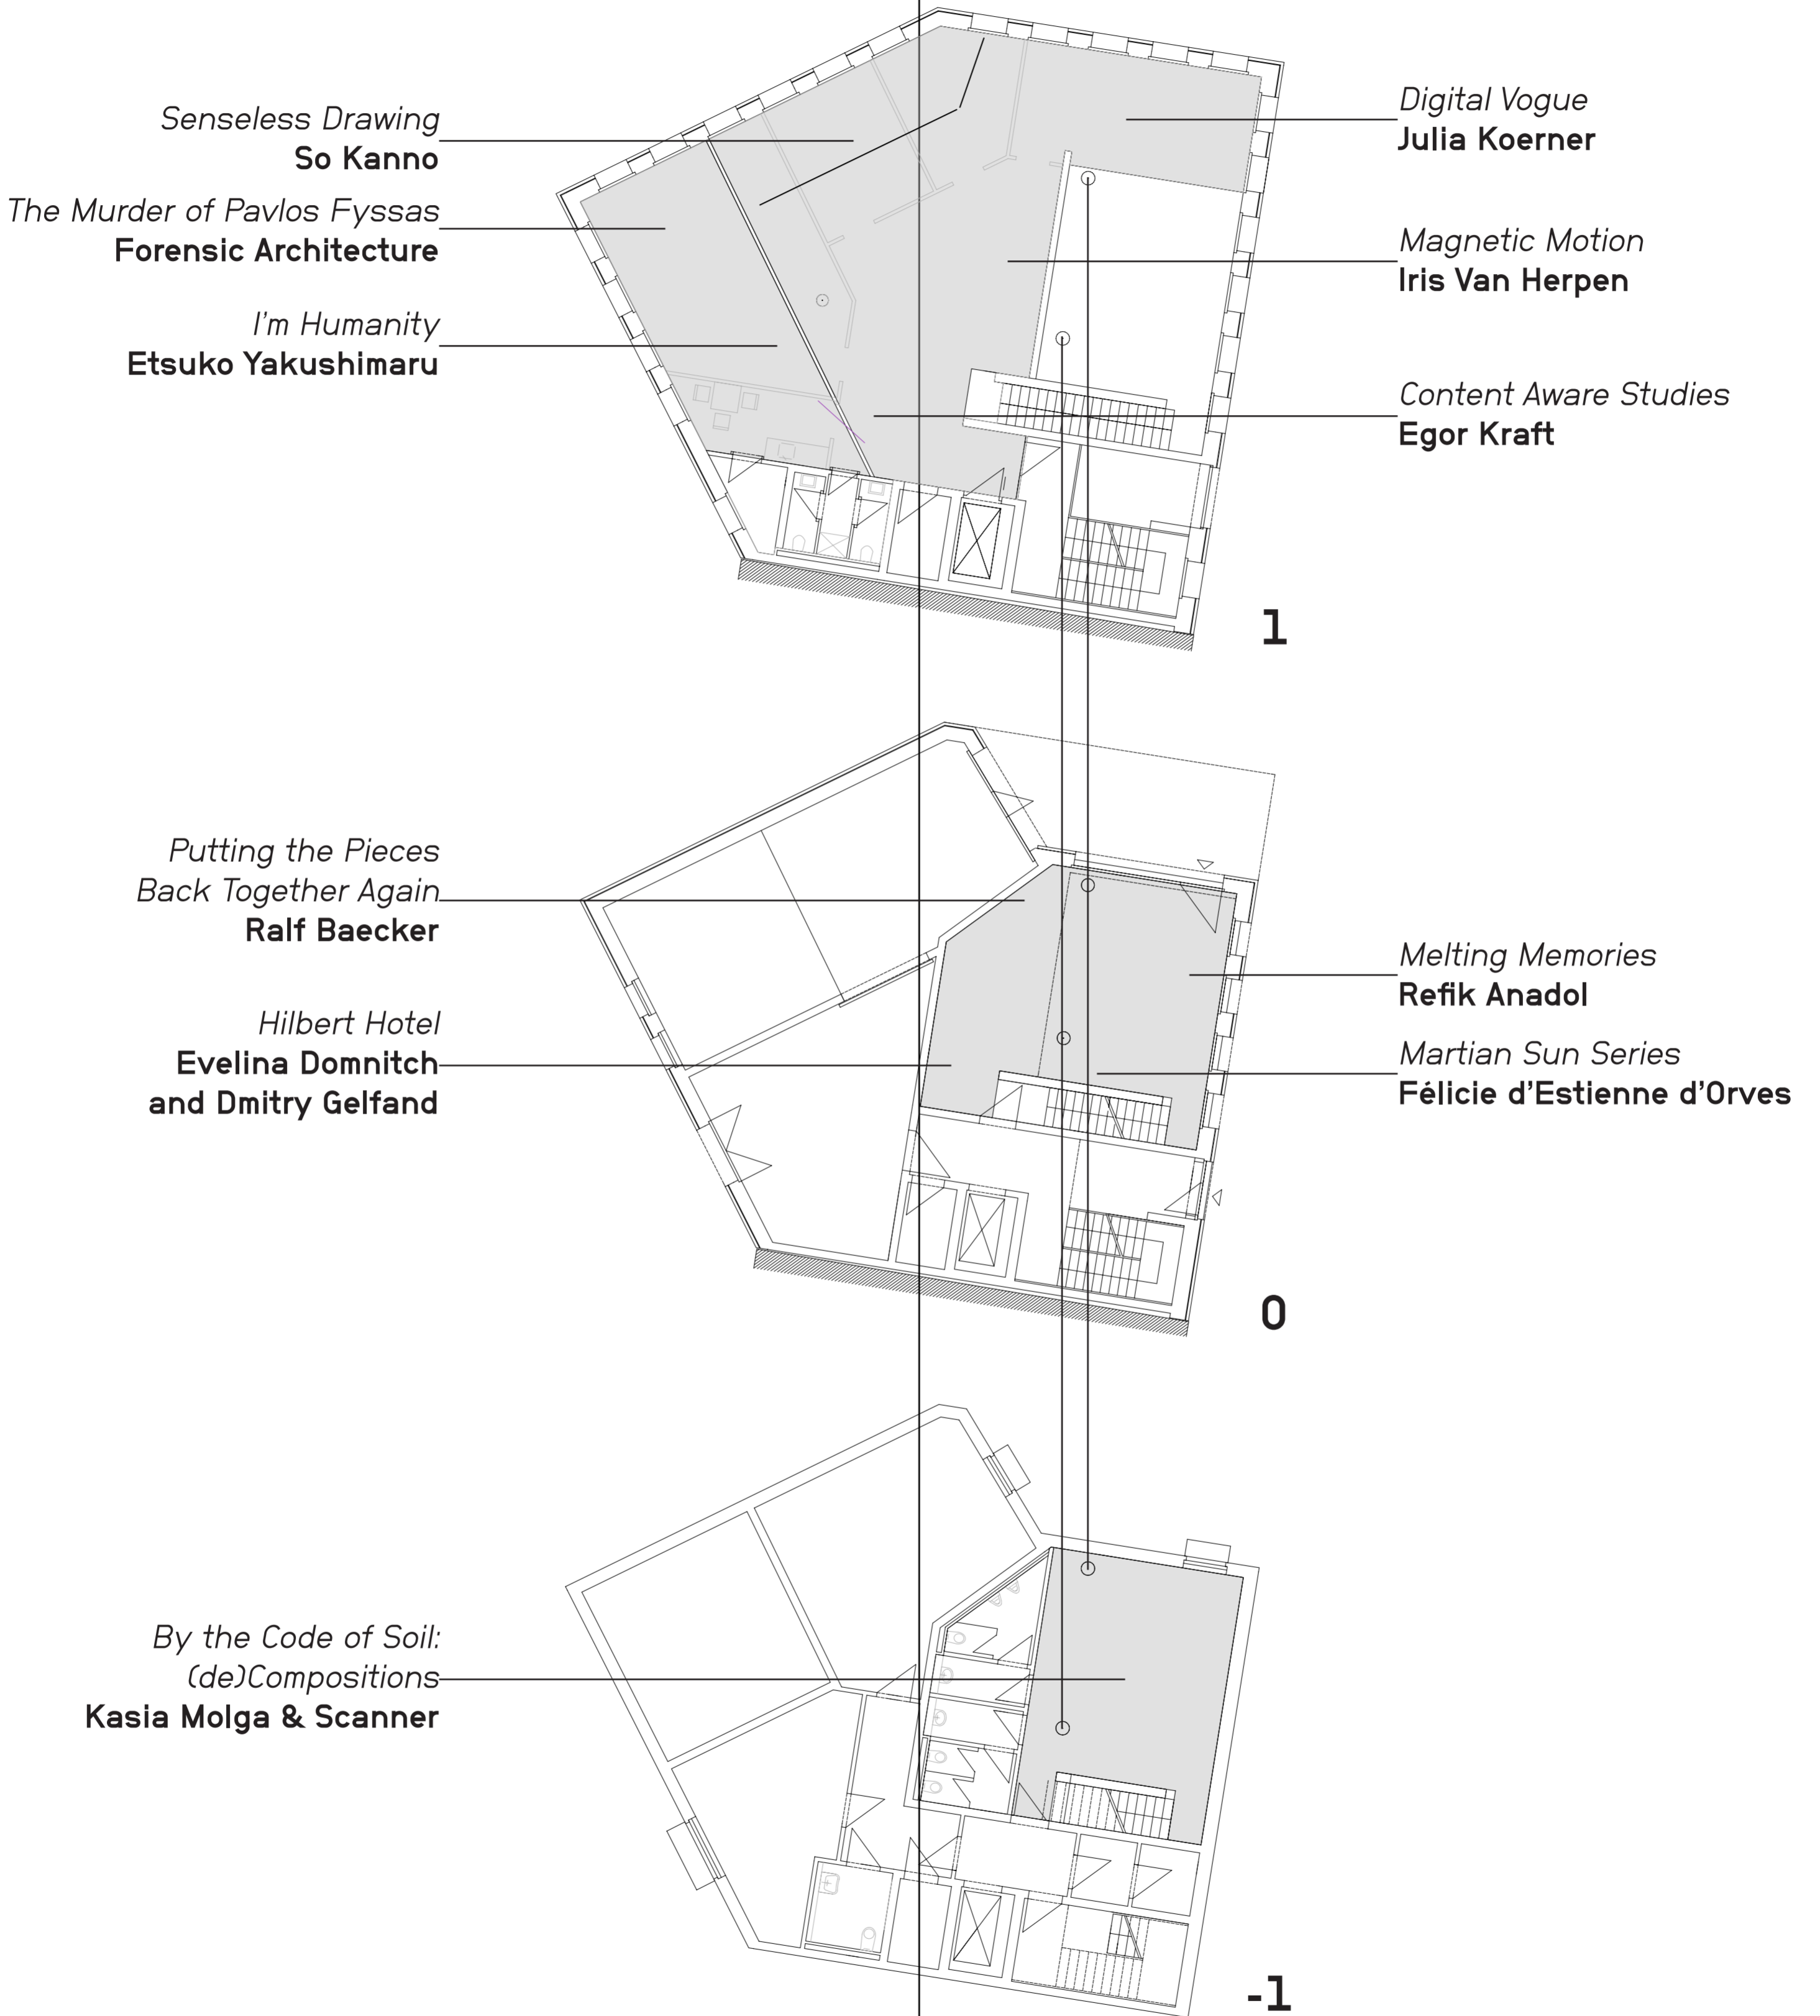 Senseless Drawing
So Kanno
The Murder of Pavlos Fyssas
Forensic Architecture
I'm Humanity
Etsuko Yakushimaru
Digital Vogue
Julia Koerner
Magnetic Motion
Iris Van Herpen
Content Aware Studies
Egor Kraft
1
Putting the Pieces
Back Together Again
Ralf Baecker
Hilbert Hotel
Evelina Domnitch
and Dmitry Gelfand
Melting Memories
Refik Anadol
Martian Sun Series
Félicie d'Estienne d'Orves
0
By the Code of Soil:
(de)Compositions
Kasia Molga & Scanner
-1